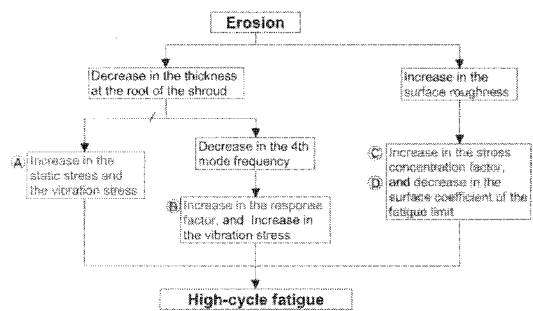 Erosion
Decrease in the thickness
at the root of the shroud
Increase in the
surface roughness
A Increase in the
static stress and
the vibration stress
Decrease in the 4th
mode frequency
B Increase in the response
factor, and Increase in
the vibration stress
C Increase in the stress
concentration factor,
D and decrease in the
surface coefficient of the
fatigue limit
High-cycle fatigue